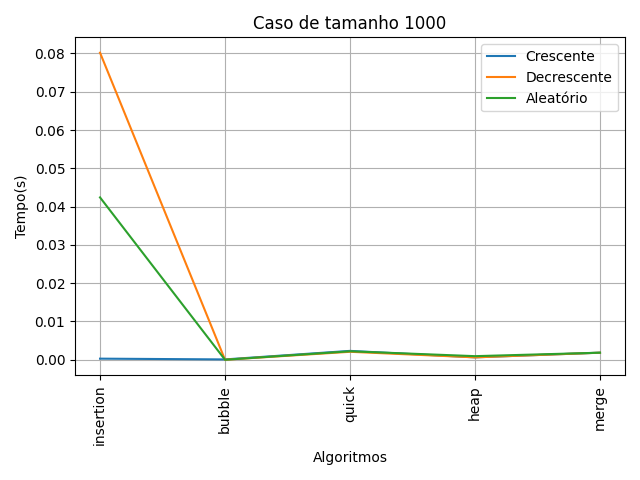 Caso de tamanho 1000
Crescente
Decrescente
Aleatório
Tempo(s)
0.08
0.07
0.06
0.05
0.04
0.03
0.02
0.01
0.00
insertion
bubble
quick
heap
merge
Algoritmos